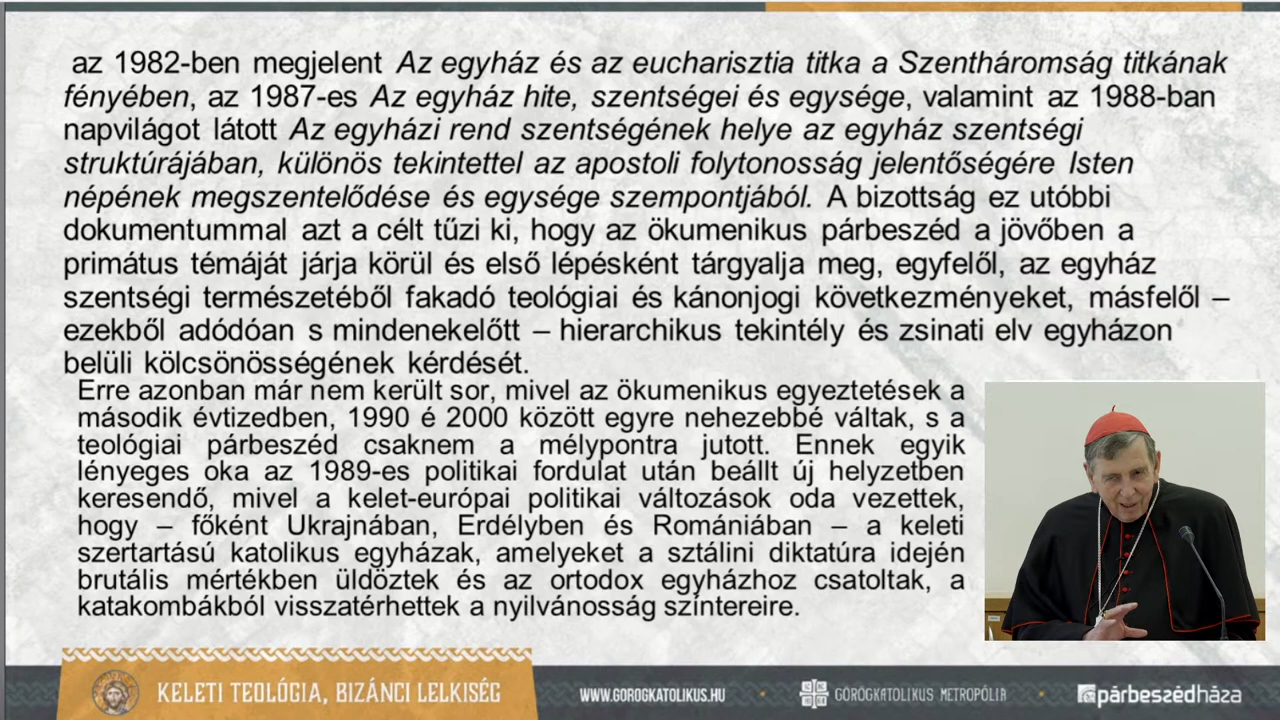 az 1982-ben megjelent Az egyház és az eucharisztia titka a Szentháromság titkának
fényében, az 1987-es Az egyház hite, szentségei és egysége, valamint az 1988-ban
napvilágot látott Az egyházi rend szentségének helye az egyház szentségi
struktúrájában, különös tekintettel az apostoli folytonosság jelentőségére Isten
népének megszentelődése és egysége szempontjából. A bizottság ez utóbbi
dokumentummal azt a célt tűzi ki, hogy az ökumenikus párbeszéd a jövőben a
primátus témáját járja körül és első lépésként tárgyalja meg, egyfelől, az egyház
szentségi természetéből fakadó teológiai és kánonjogi következményeket, másfelől –
ezekből adódóan s mindenekelőtt – hierarchikus tekintély és zsinati elv egyházon
belüli kölcsönösségének kérdését.
Erre azonban már nem került sor, mivel az ökumenikus egyeztetések a
második évtizedben, 1990 é 2000 között egyre nehezebbé váltak, s a
teológiai párbeszéd csaknem a mélypontra jutott. Ennek egyik
lényeges oka az 1989-es politikai fordulat után beállt új helyzetben
keresendő, mivel a kelet-európai politikai változások oda vezettek,
hogy – főként Ukrajnában, Erdélyben és Romániában – a keleti
szertartású katolikus egyházak, amelyeket a sztálini diktatúra idején
brutális mértékben üldöztek és az ortodox egyházhoz csatoltak, a
katakombákból visszatérhettek a nyilvánosság színtereire.
KELETI TEOLÓGIA, BIZÁNCI LELKISÉG
WWW.GOROGKATOLIKUS.HU
GÖRÖGKATOLIKUS METROPÓLIA
párbeszédháza